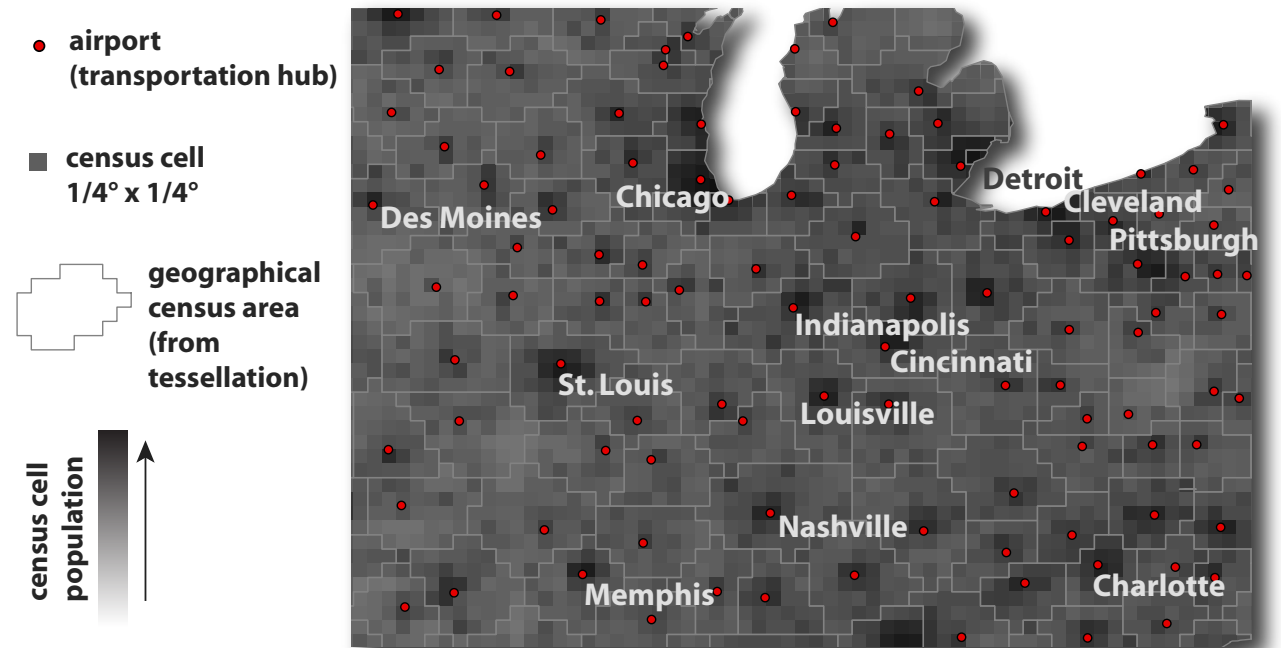 airport
(transportation hub)
census cell
1/4° x 1/4°
geographical
census area
(from
tessellation)
census cell
population
Detroit
Chicago
Cleveland
Des Moines
Pittsburgh
Indianapolis
Cincinnati
St. Louis
Louisville
Nashville
Memphis
Charlotte